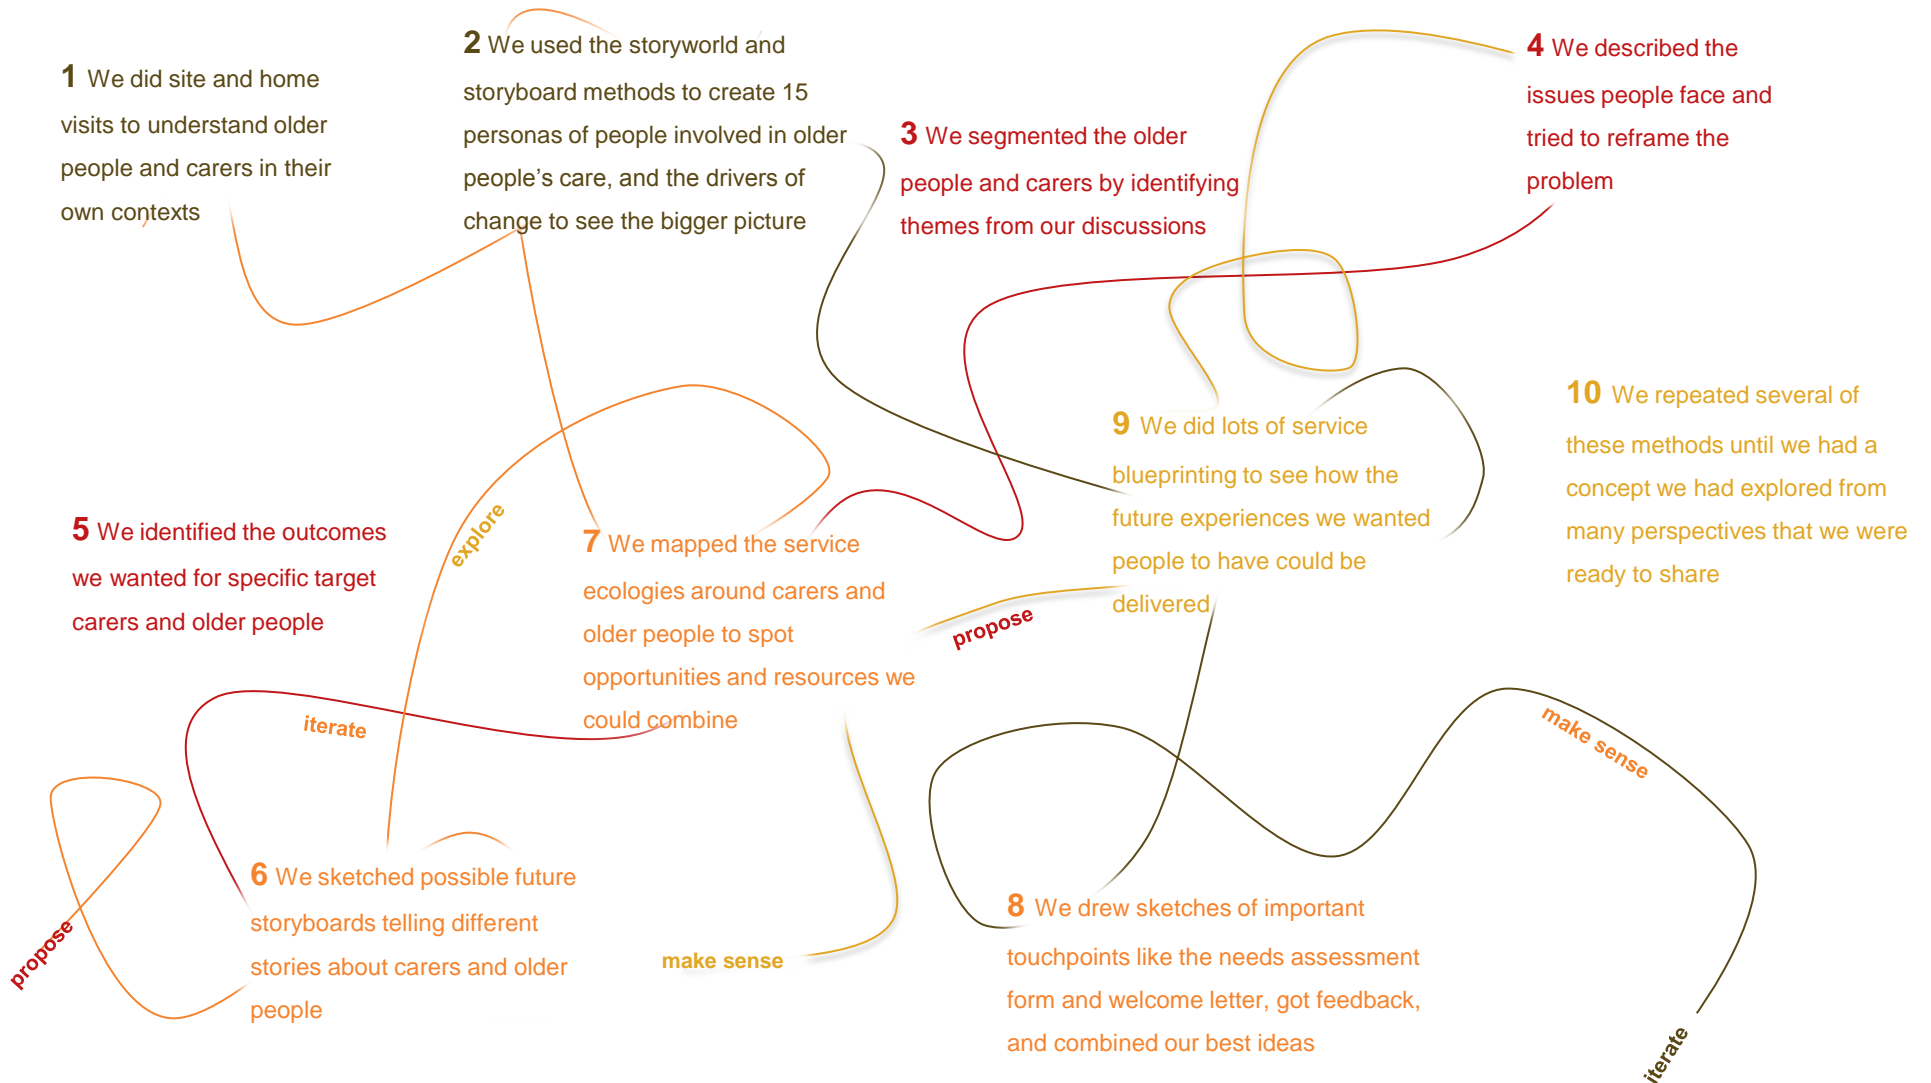 1 We did site and home
visits to understand older
people and carers in their
own contexts
2 We used the storyworld and
storyboard methods to create 15
personas of people involved in older
people’s care, and the drivers of
change to see the bigger picture
3 We segmented the older
people and carers by identifying
themes from our discussions
4 We described the
issues people face and
tried to reframe the
problem
5 We identified the outcomes
we wanted for specific target
carers and older people
explore
iterate
propose
6 We sketched possible future
storyboards telling different
stories about carers and older
people
7 We mapped the service
ecologies around carers and
older people to spot
opportunities and resources we
could combine
make sense
propose
8 We drew sketches of important
touchpoints like the needs assessment
form and welcome letter, got feedback,
and combined our best ideas
9 We did lots of service
blueprinting to see how the
future experiences we wanted
people to have could be
delivered
10 We repeated several of
these methods until we had a
concept we had explored from
many perspectives that we were
ready to share
make sense
iterate